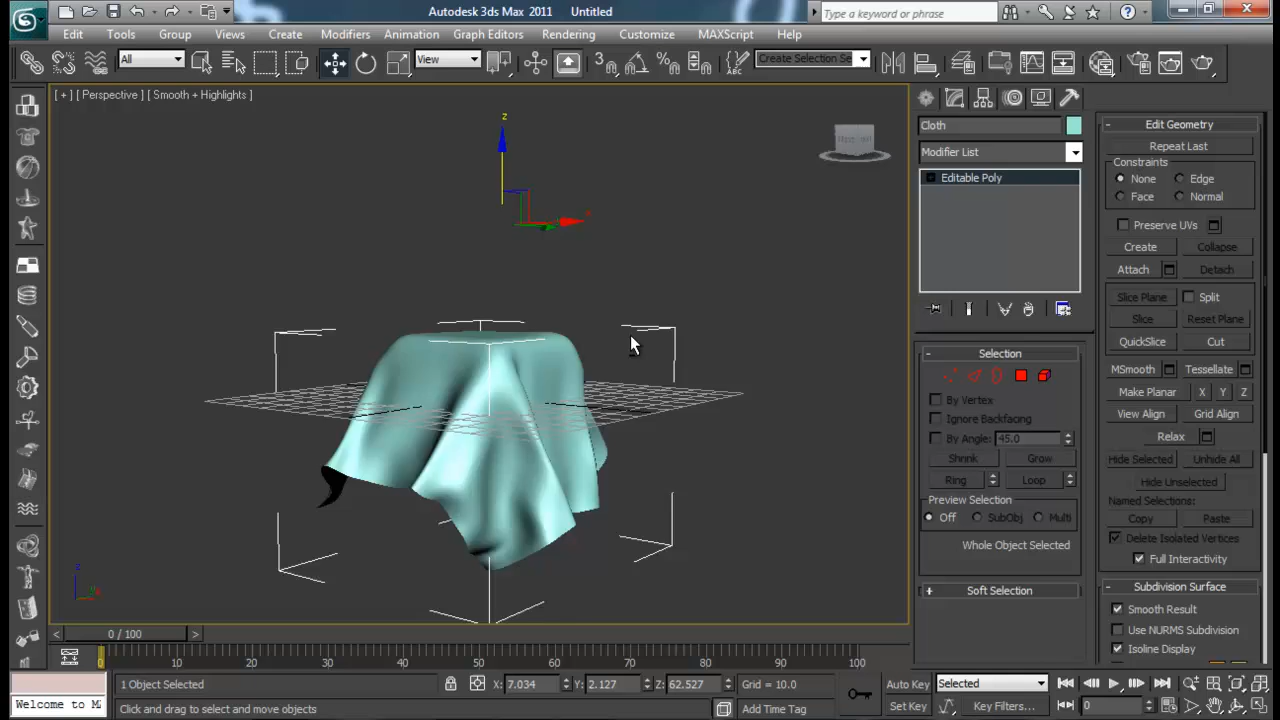 Autodesk 3ds Max 2011 Untitled
Type a keyword or phrase
Edit Tools Group Views Create Modifiers Animation Graph Editors Rendering Customize MAXScript Help
All View Create Selection Se
[ + ] [ Perspective ] [ Smooth + Highlights ]
z
x
Cloth
Modifier List
Editable Poly
Selection
By Vertex
Ignore Backfacing
By Angle: 45.0
Shrink Grow
Ring Loop
Preview Selection
Off SubObj Multi
Whole Object Selected
Soft Selection
Edit Geometry
Repeat Last
Constraints
None Edge
Face Normal
Preserve UVs
Create Collapse
Attach Detach
Slice Plane Split
Slice Reset Plane
QuickSlice Cut
MSmooth Tessellate
Make Planar X Y Z
View Align Grid Align
Relax
Hide Selected Unhide All
Hide Unselected
Named Selections:
Copy Paste
Delete Isolated Vertices
Full Interactivity
Subdivision Surface
Smooth Result
Use NURMS Subdivision
Isoline Display
z
0 / 100
0 10 20 30 40 50 60 70 80 90 100
1 Object Selected X: 7.034 Y: 2.127 Z: 62.527 Grid = 10.0 Auto Key Selected
Welcome to M
Click and drag to select and move objects Add Time Tag Set Key Key Filters... 0